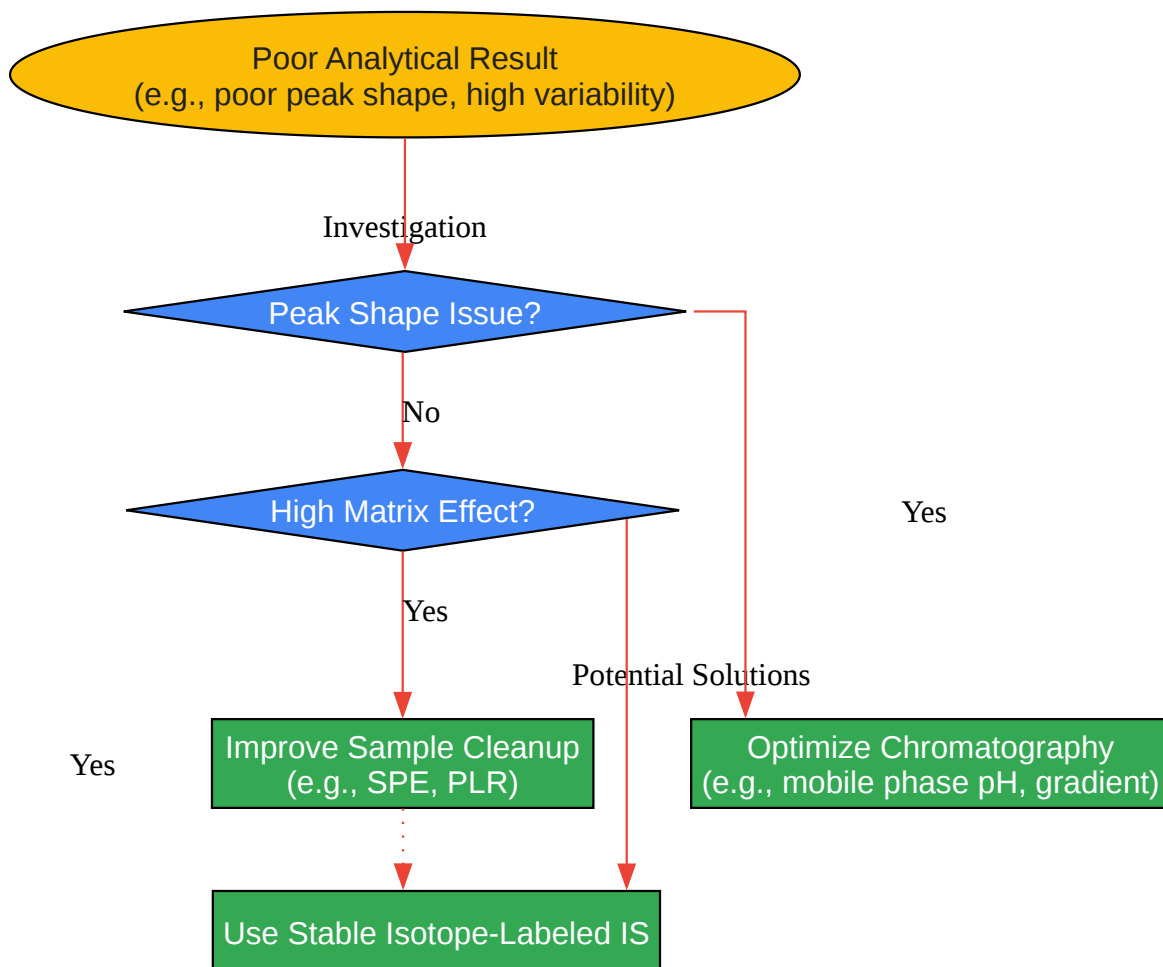 Poor Analytical Result
(e.g., poor peak shape, high variability)
Investigation
Peak Shape Issue?
No
High Matrix Effect?
Yes
Yes
Potential Solutions
Improve Sample Cleanup
(e.g., SPE, PLR)
Optimize Chromatography
(e.g., mobile phase pH, gradient)
Yes
Use Stable Isotope-Labeled IS